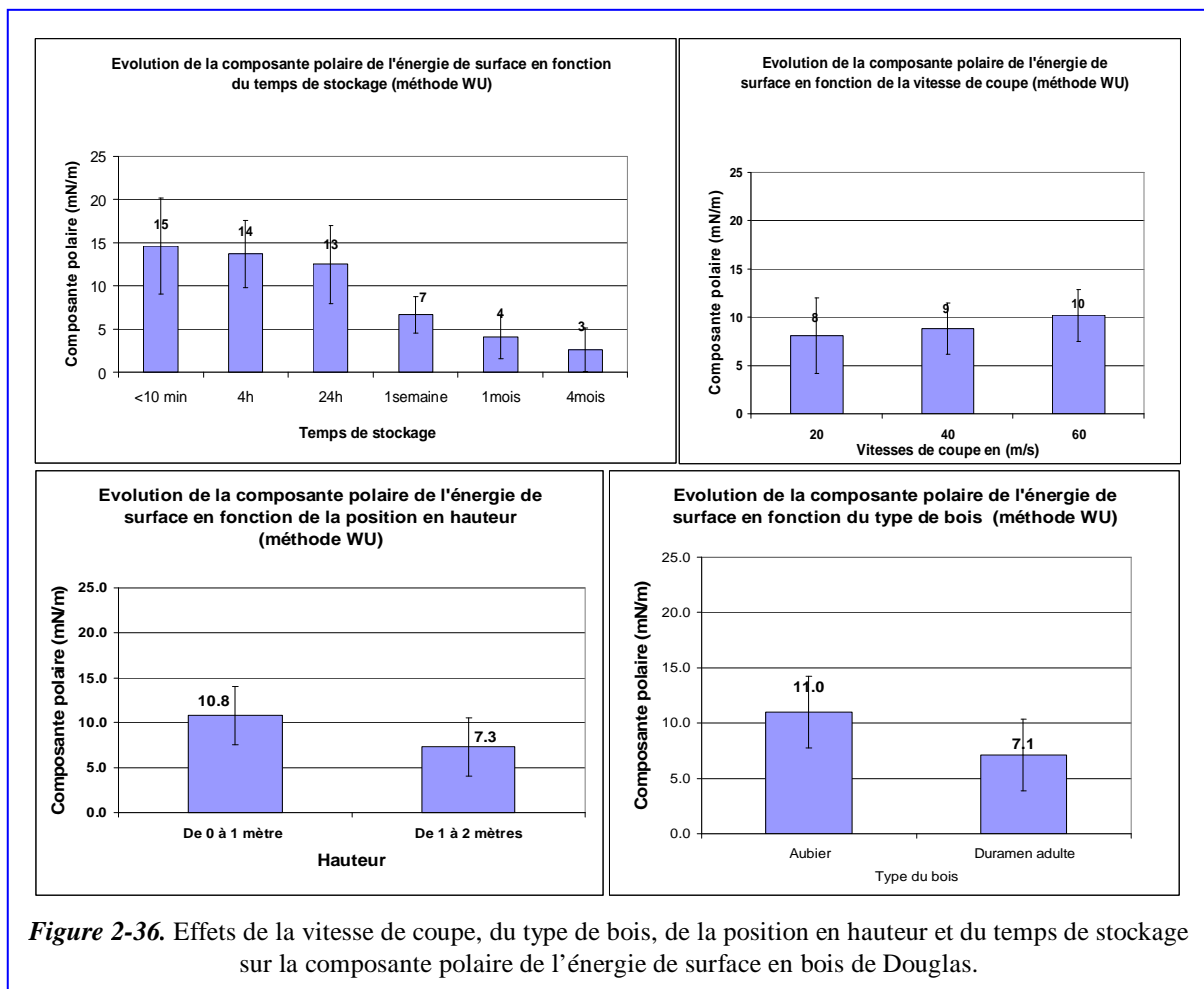 Evolution de la composante polaire de l'énergie de surface en fonction
du temps de stockage (méthode WU)
Composante polaire (mN/m)
25
20
15
10
5
0
15
14
13
7
4
3
<10 min
4h
24h
1semaine
1mois
4mois
Temps de stockage
Evolution de la composante polaire de l'énergie de
surface en fonction de la vitesse de coupe (méthode WU)
Composante polaire (mN/m)
25
20
15
10
5
0
8
9
10
20
40
60
Vitesses de coupe en (m/s)
Evolution de la composante polaire de l'énergie de
surface en fonction de la position en hauteur
(méthode WU)
Composante polaire (mN/m)
25.0
20.0
15.0
10.0
5.0
0.0
10.8
7.3
De 0 à 1 mètre
De 1 à 2 mètres
Hauteur
Evolution de la composante polaire de l'énergie de
surface en fonction du type de bois (méthode WU)
Composante polaire (mN/m)
25.0
20.0
15.0
10.0
5.0
0.0
11.0
7.1
Aubier
Duramen adulte
Type du bois
Figure 2-36. Effets de la vitesse de coupe, du type de bois, de la position en hauteur et du temps de stockage
sur la composante polaire de l’énergie de surface en bois de Douglas.